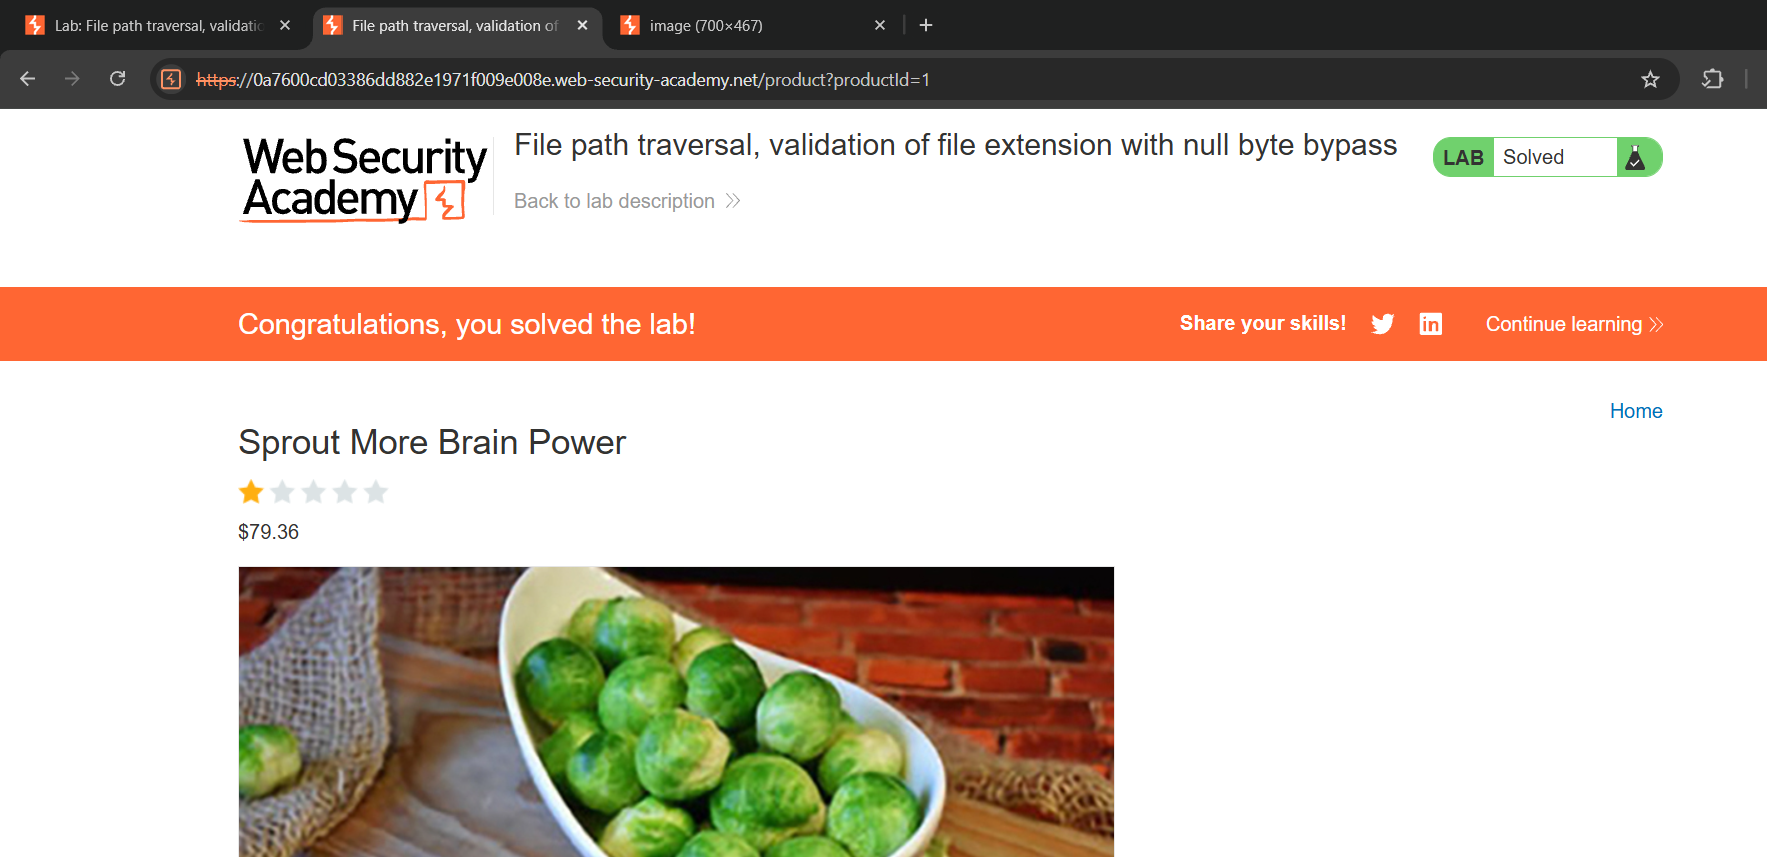 Lab: File path traversal, validatic
File path traversal, validation of
image (700×467)
https://0a7600cd03386dd882e1971f009e008e.web-security-academy.net/product?productId=1
Web Security
Academy
File path traversal, validation of file extension with null byte bypass
Back to lab description
LAB Solved
Congratulations, you solved the lab!
Share your skills!
Continue learning
Home
Sprout More Brain Power
$79.36